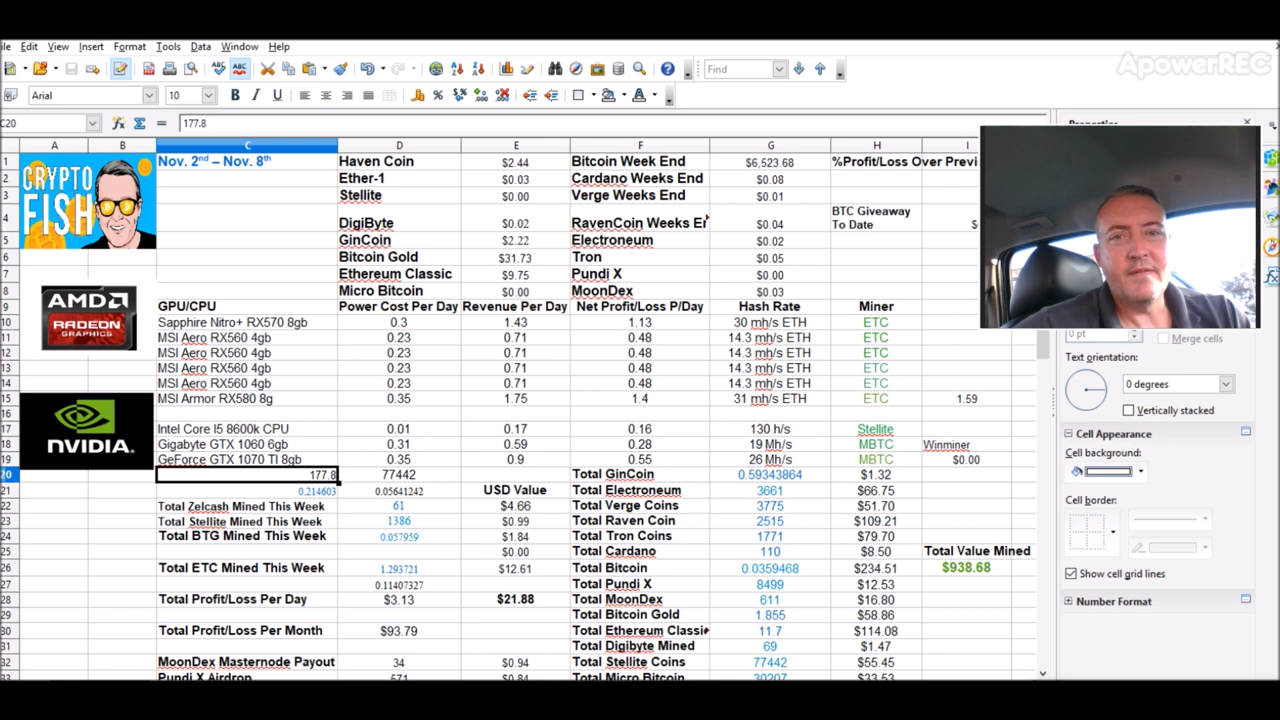 ApowerREC
ile Edit View Insert Format Tools Data Window Help
Find
Arial 10
C20 177.8
A B C D E F G H I
1 Nov. 2nd – Nov. 8th Haven Coin $2.44 Bitcoin Week End $6,523.68 %Profit/Loss Over Previ
2 Ether-1 $0.03 Cardano Weeks End $0.08
3 Stellite $0.00 Verge Weeks End $0.01
CRYPTO FISH
4 DigiByte $0.02 RavenCoin Weeks E $0.04 BTC Giveaway To Date $
5 GinCoin $2.22 Electroneum $0.02
6 Bitcoin Gold $31.73 Tron $0.05
7 Ethereum Classic $9.75 Pundi X $0.00
8 Micro Bitcoin $0.00 MoonDex $0.03
AMD
RADEON
GRAPHICS
9 GPU/CPU Power Cost Per Day Revenue Per Day Net Profit/Loss P/Day Hash Rate Miner
10 Sapphire Nitro+ RX570 8gb 0.3 1.43 1.13 30 mh/s ETH ETC
11 MSI Aero RX560 4gb 0.23 0.71 0.48 14.3 mh/s ETH ETC
12 MSI Aero RX560 4gb 0.23 0.71 0.48 14.3 mh/s ETH ETC
13 MSI Aero RX560 4gb 0.23 0.71 0.48 14.3 mh/s ETH ETC
14 MSI Aero RX560 4gb 0.23 0.71 0.48 14.3 mh/s ETH ETC
15 MSI Armor RX580 8g 0.35 1.75 1.4 31 mh/s ETH ETC 1.59
16
NVIDIA
17 Intel Core I5 8600k CPU 0.01 0.17 0.16 130 h/s Stellite
18 Gigabyte GTX 1060 6gb 0.31 0.59 0.28 19 Mh/s MBTC Winminer
19 GeForce GTX 1070 TI 8gb 0.35 0.9 0.55 26 Mh/s MBTC $0.00
20 177.8 77442 Total GinCoin 0.59343864 $1.32
21 0.214603 0.05641242 USD Value Total Electroneum 3661 $66.75
22 Total Zelcash Mined This Week 61 $4.66 Total Verge Coins 3775 $51.70
23 Total Stellite Mined This Week 1386 $0.99 Total Raven Coin 2515 $109.21
24 Total BTG Mined This Week 0.057959 $1.84 Total Tron Coins 1771 $79.70
25 $0.00 Total Cardano 110 $8.50 Total Value Mined
26 Total ETC Mined This Week 1.293721 $12.61 Total Bitcoin 0.0359468 $234.51 $938.68
27 0.11407327 Total Pundi X 8499 $12.53
28 Total Profit/Loss Per Day $3.13 $21.88 Total MoonDex 611 $16.80
29 Total Bitcoin Gold 1.855 $58.86
30 Total Profit/Loss Per Month $93.79 Total Ethereum Classi 11.7 $114.08
31 Total Digibyte Mined 69 $1.47
32 MoonDex Masternode Payout 34 $0.94 Total Stellite Coins 77442 $55.45
Pundi X Airdrop 571 $0.84 Total Micro Bitcoin 30207 $33.53
0 pt Merge cells
Text orientation:
0 degrees
Vertically stacked
Cell Appearance
Cell background:
Cell border:
Show cell grid lines
Number Format